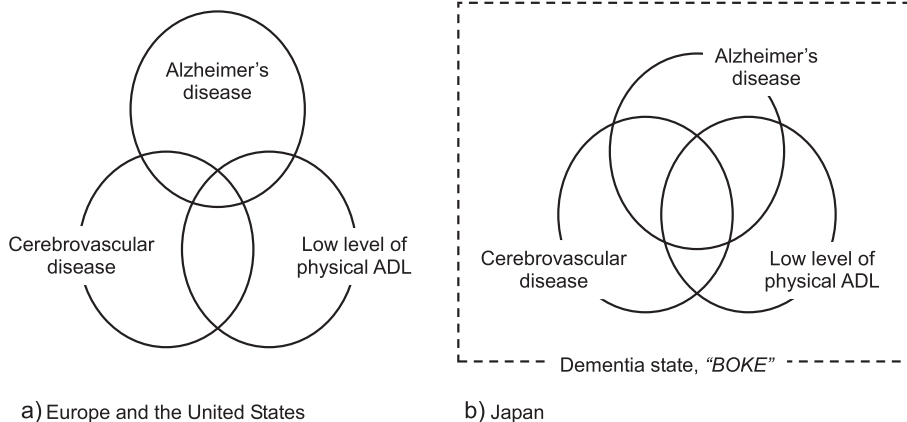 Alzheimer's
disease
Cerebrovascular
disease
Low level of
physical ADL
a) Europe and the United States
Alzheimer's
disease
Cerebrovascular
disease
Low level of
physical ADL
Dementia state, "BOKE"
b) Japan